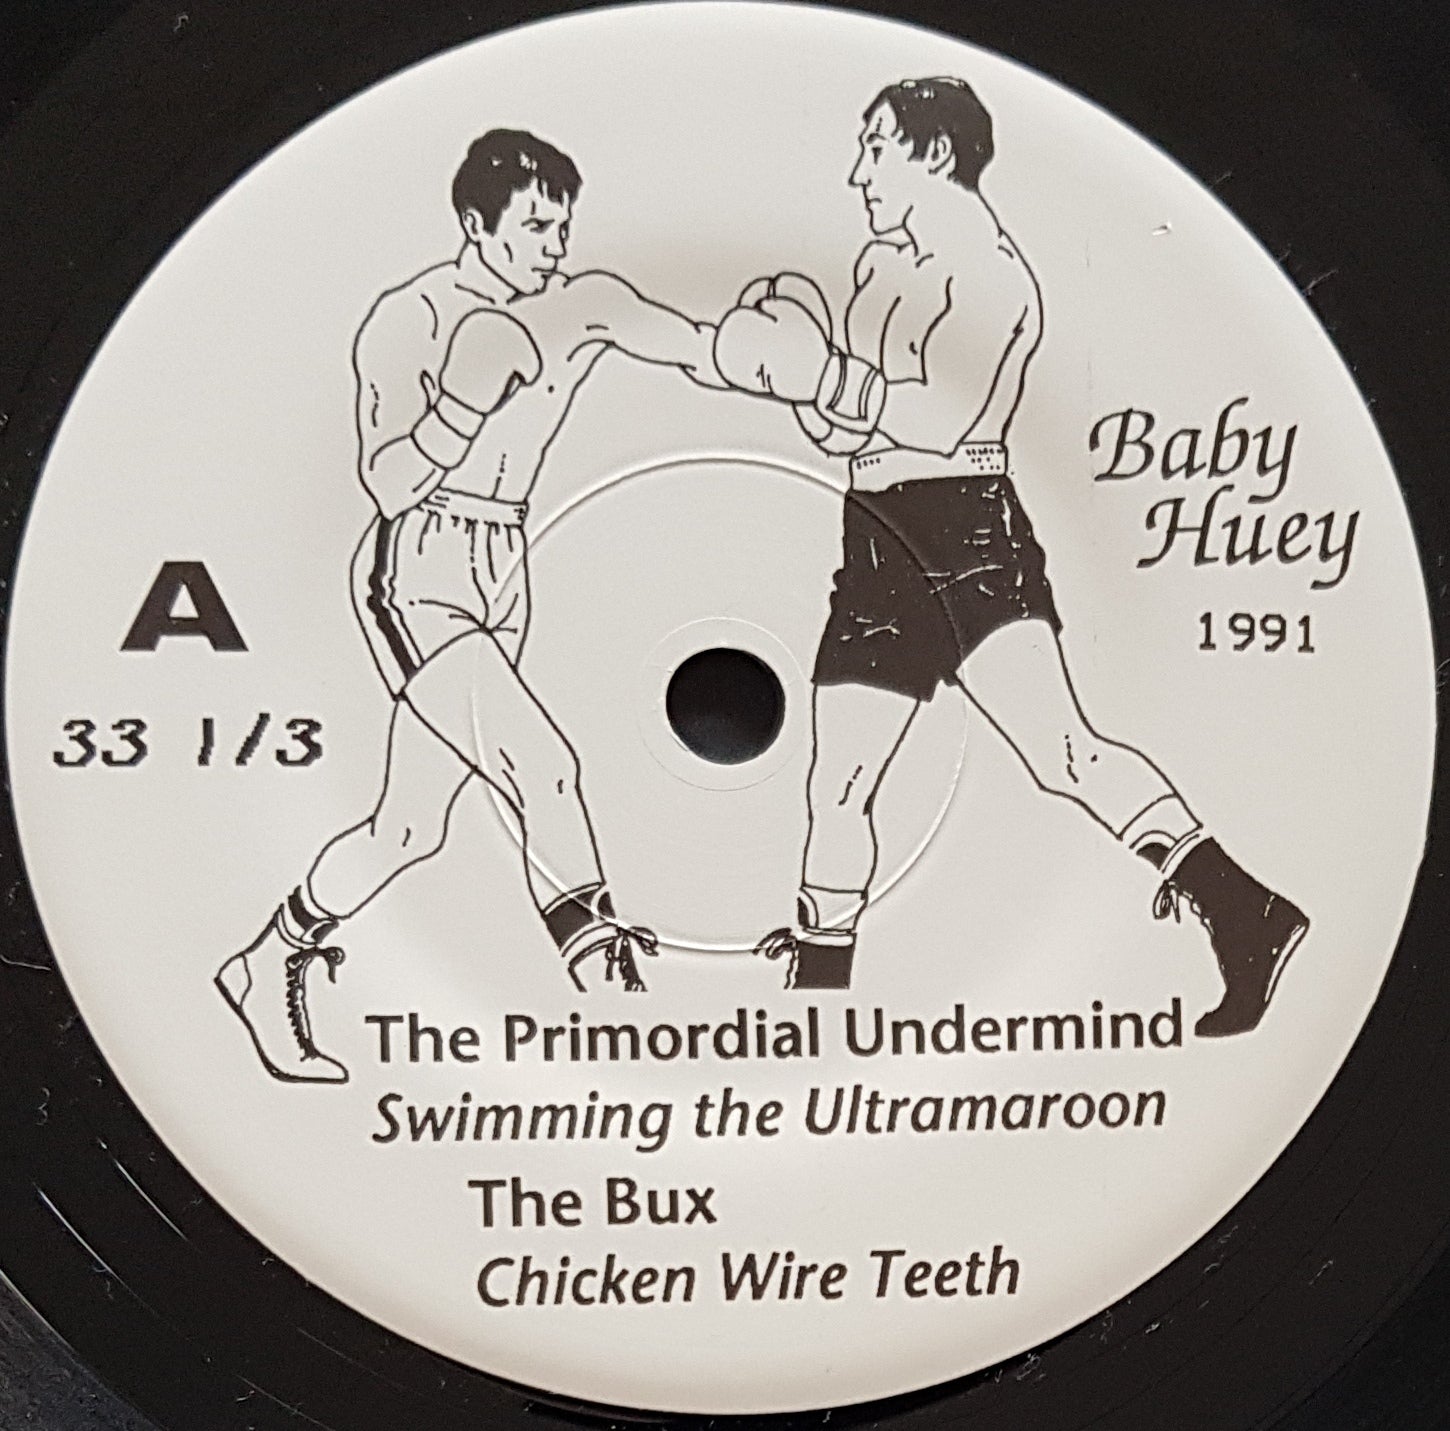 Baby
Huey
1991
A
33 1/3
The Primordial Undermind
Swimming the Ultramaroon
The Bux
Chicken Wire Teeth